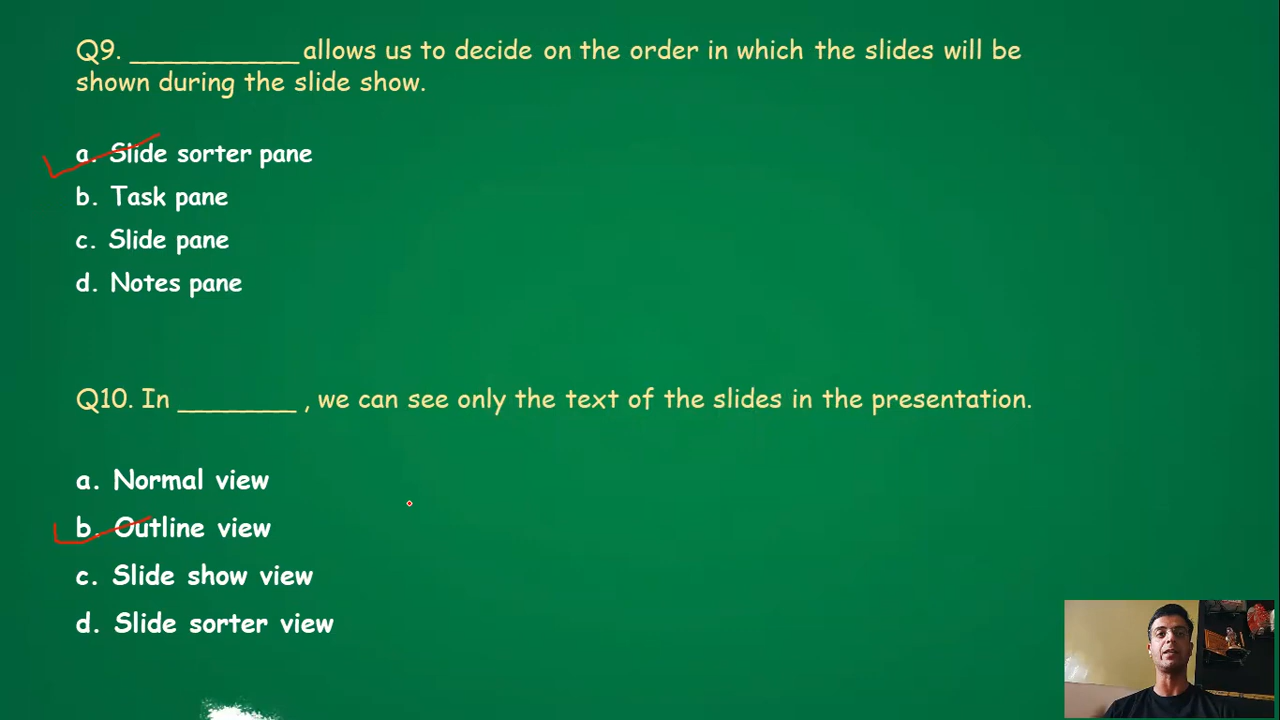 Q9. __________ allows us to decide on the order in which the slides will be
shown during the slide show.
a. Slide sorter pane
b. Task pane
c. Slide pane
d. Notes pane
Q10. In _______ , we can see only the text of the slides in the presentation.
a. Normal view
b. Outline view
c. Slide show view
d. Slide sorter view